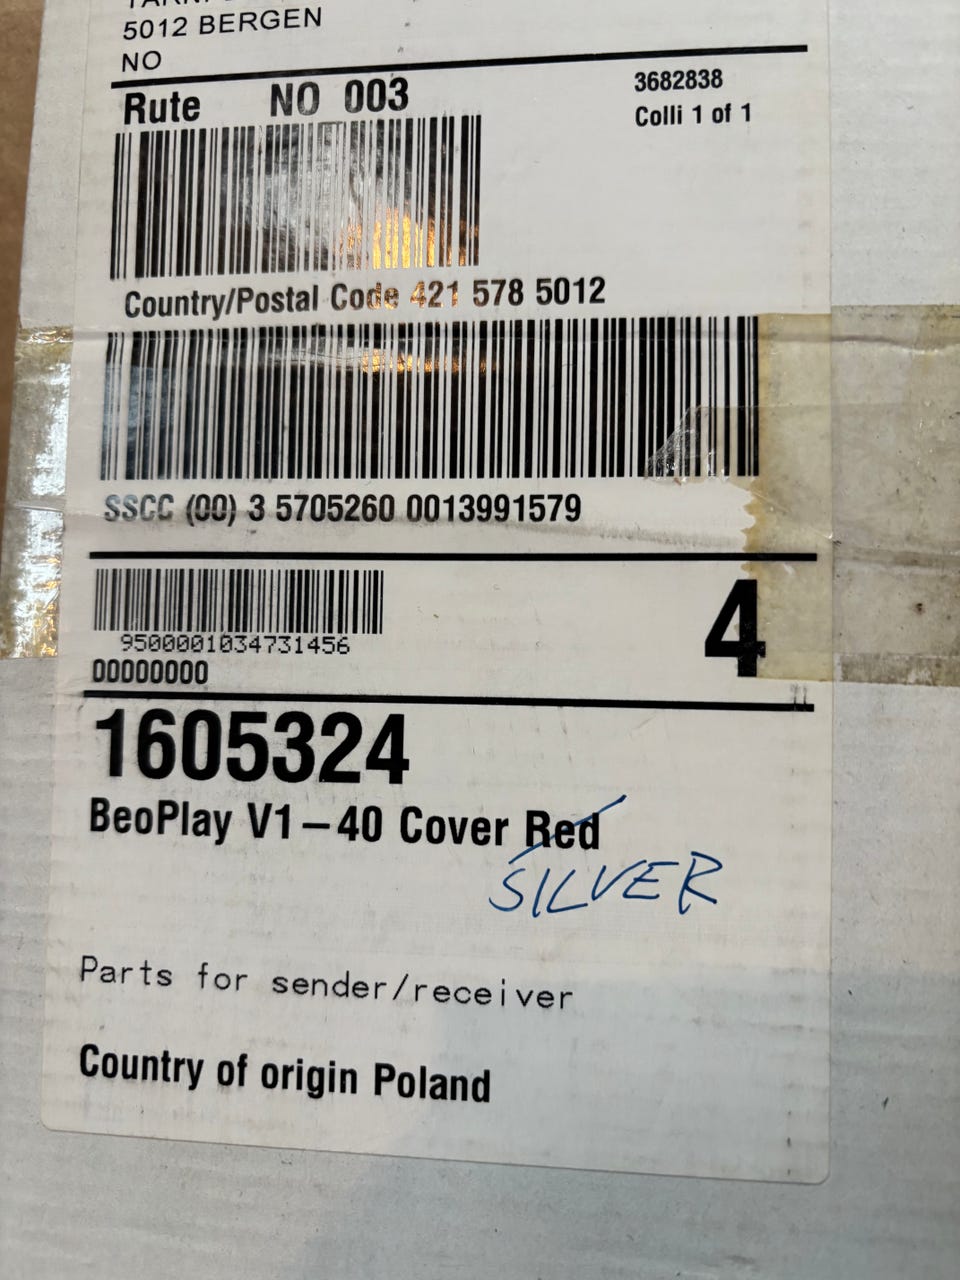 5012 BERGEN
NO
Rute NO 003
3682838
Colli 1 of 1
Country/Postal Code 421 578 5012
SSCC (00) 3 5705260 0013991579
9500001034731456
00000000
4
1605324
BeoPlay V1-40 Cover Red
SILVER
Parts for sender/receiver
Country of origin Poland